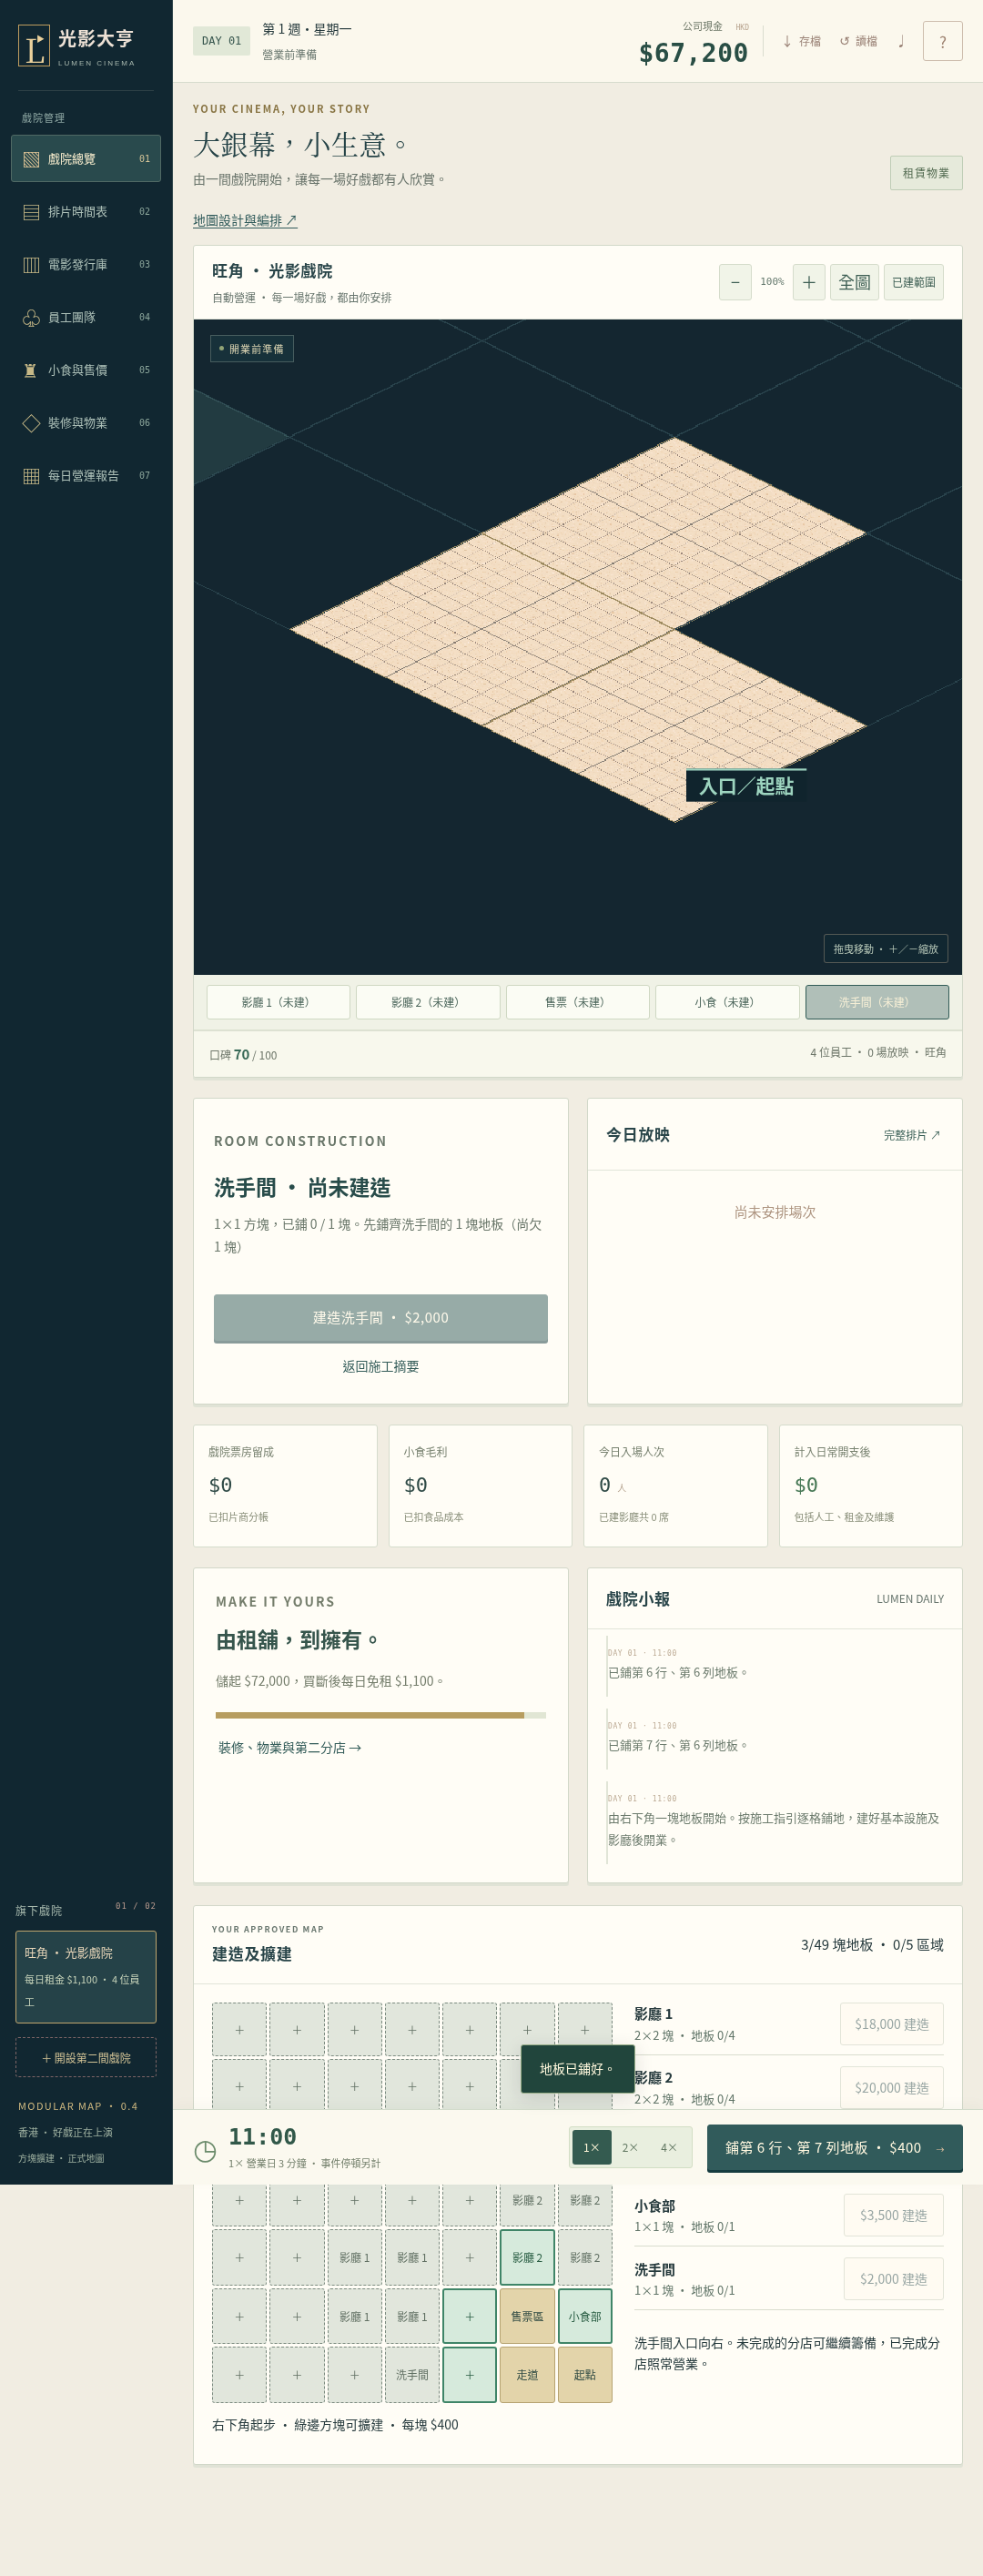 光影大亨
LUMEN CINEMA
戲院管理
戲院總覽 01
排片時間表 02
電影發行庫 03
員工團隊 04
小食與售價 05
裝修與物業 06
每日營運報告 07
旗下戲院 01 / 02
旺角 · 光影戲院
每日租金 $1,100 · 4 位員
工
＋ 開設第二間戲院
MODULAR MAP · 0.4
香港 · 好戲正在上演
方塊擴建 · 正式地圖
DAY 01
第 1 週 · 星期一
營業前準備
公司現金 HKD
$67,200
↓ 存檔
↺ 讀檔
♩
?
YOUR CINEMA, YOUR STORY
大銀幕，小生意。
由一間戲院開始，讓每一場好戲都有人欣賞。
租賃物業
地圖設計與編排 ↗
旺角 · 光影戲院
自動營運 · 每一場好戲，都由你安排
− 100% ＋ 全圖 已建範圍
開業前準備
入口／起點
拖曳移動 · ＋／−縮放
影廳 1（未建）
影廳 2（未建）
售票（未建）
小食（未建）
洗手間（未建）
口碑 70 / 100
4 位員工 · 0 場放映 · 旺角
ROOM CONSTRUCTION
洗手間 · 尚未建造
1×1 方塊，已鋪 0 / 1 塊。先鋪齊洗手間的 1 塊地板（尚欠
1 塊）
建造洗手間 · $2,000
返回施工摘要
今日放映
完整排片 ↗
尚未安排場次
戲院票房留成
$0
已扣片商分帳
小食毛利
$0
已扣食品成本
今日入場人次
0 人
已建影廳共 0 席
計入日常開支後
$0
包括人工、租金及維護
MAKE IT YOURS
由租舖，到擁有。
儲起 $72,000，買斷後每日免租 $1,100。
裝修、物業與第二分店 →
戲院小報
LUMEN DAILY
DAY 01 · 11:00
已鋪第 6 行、第 6 列地板。
DAY 01 · 11:00
已鋪第 7 行、第 6 列地板。
DAY 01 · 11:00
由右下角一塊地板開始。按施工指引逐格鋪地，建好基本設施及
影廳後開業。
YOUR APPROVED MAP
建造及擴建
3/49 塊地板 · 0/5 區域
＋ ＋ ＋ ＋ ＋ ＋ ＋
＋ ＋ ＋ ＋ ＋
地板已鋪好。
影廳 1
2×2 塊 · 地板 0/4
$18,000 建造
影廳 2
2×2 塊 · 地板 0/4
$20,000 建造
11:00
1× 營業日 3 分鐘 · 事件停頓另計
1× 2× 4×
鋪第 6 行、第 7 列地板 · $400 →
＋ ＋ ＋ ＋ ＋ 影廳 2 影廳 2
＋ ＋ 影廳 1 影廳 1 ＋ 影廳 2 影廳 2
＋ ＋ 影廳 1 影廳 1 ＋ 售票區 小食部
＋ ＋ ＋ 洗手間 ＋ 走道 起點
小食部
1×1 塊 · 地板 0/1
$3,500 建造
洗手間
1×1 塊 · 地板 0/1
$2,000 建造
洗手間入口向右。未完成的分店可繼續籌備，已完成分
店照常營業。
右下角起步 · 綠邊方塊可擴建 · 每塊 $400